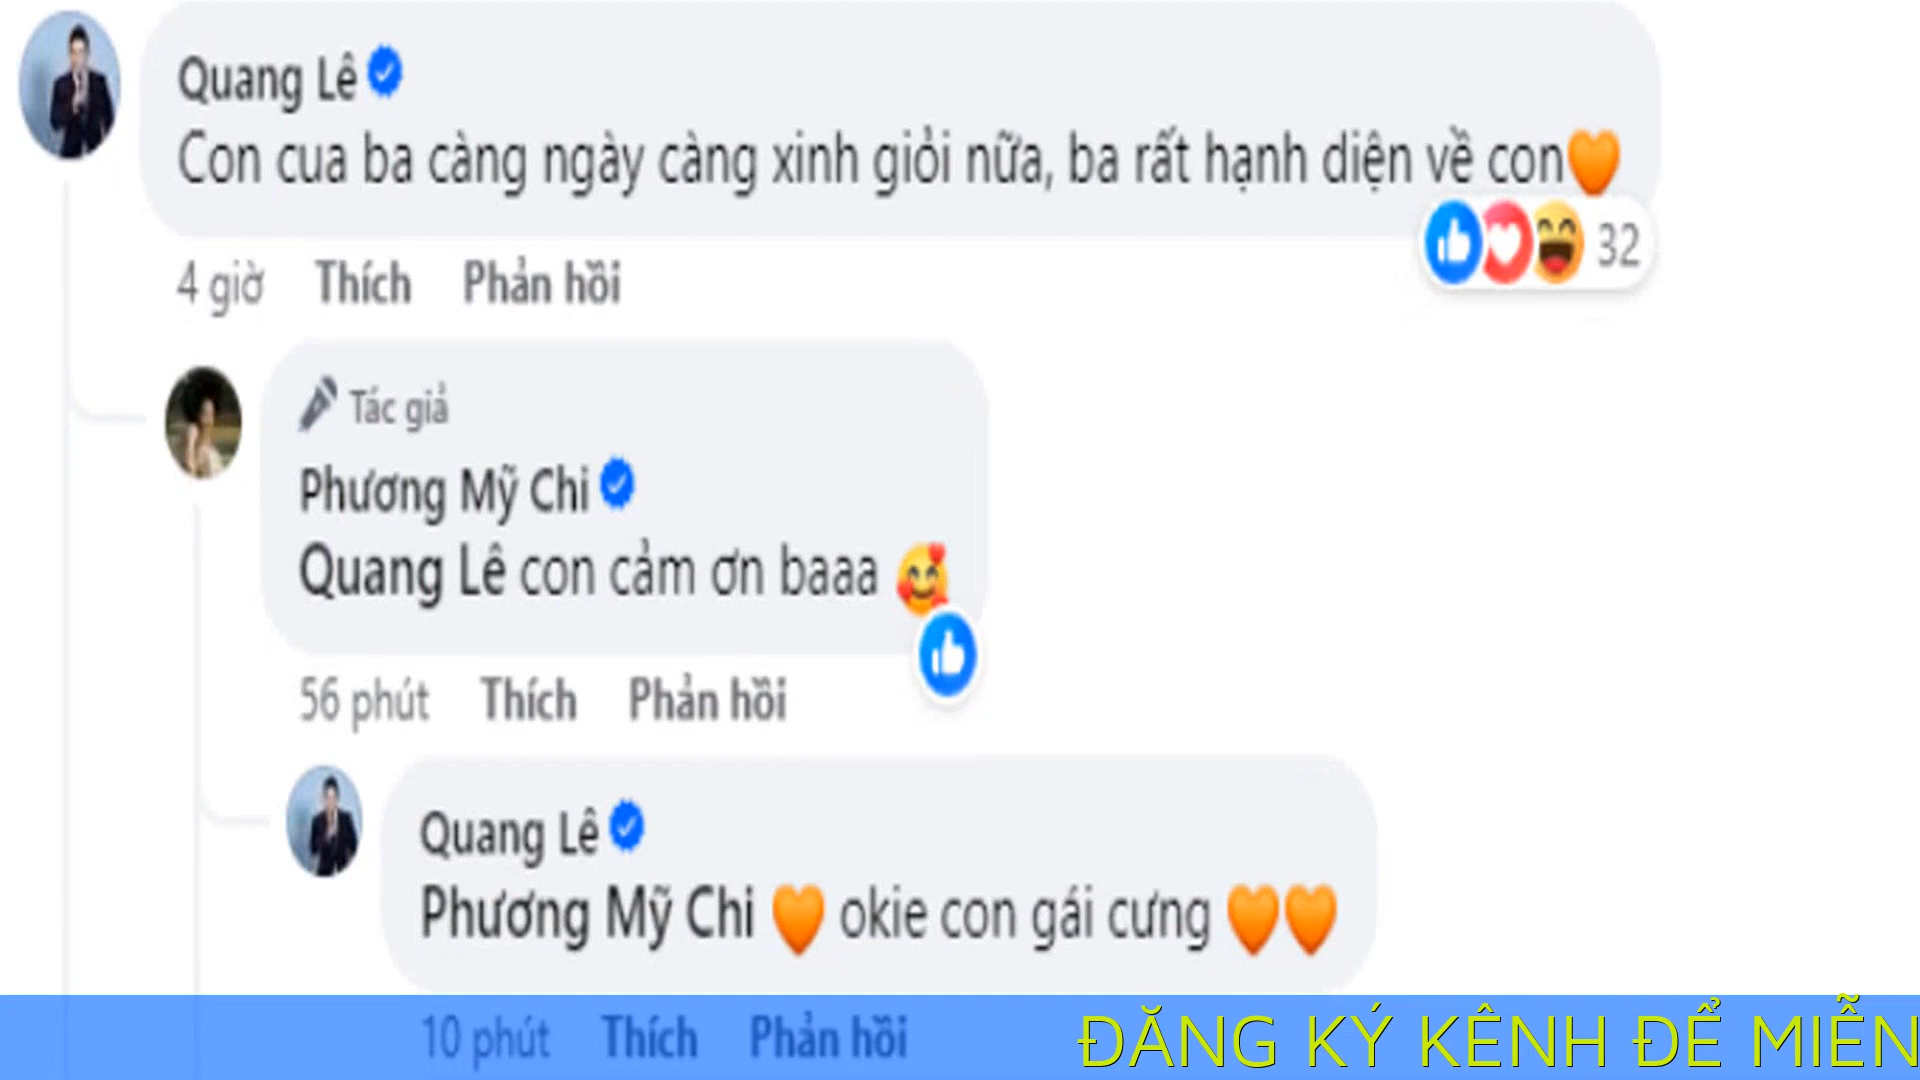 Quang Lê
Con cua ba càng ngày càng xinh giỏi nữa, ba rất hạnh diện về con🧡
32
4 giờ Thích Phản hồi
Tác giả
Phương Mỹ Chi
Quang Lê con cảm ơn baaa 🥰
56 phút Thích Phản hồi
Quang Lê
Phương Mỹ Chi 🧡 okie con gái cưng 🧡🧡
10 phút Thích Phản hồi
ĐĂNG KÝ KÊNH ĐỂ MIỄN